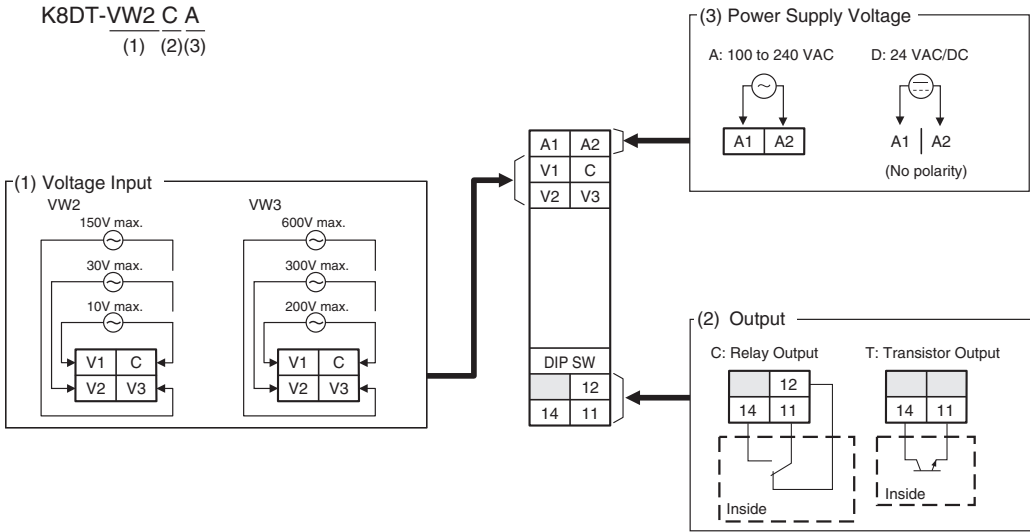 K8DT-VW2 C A
(1) (2)(3)
(1) Voltage Input
VW2
150V max.
30V max.
10V max.
V1 C
V2 V3
VW3
600V max.
300V max.
200V max.
V1 C
V2 V3
A1 A2
V1 C
V2 V3
DIP SW
12
14 11
(3) Power Supply Voltage
A: 100 to 240 VAC
A1 A2
D: 24 VAC/DC
A1 A2
(No polarity)
(2) Output
C: Relay Output
12
14 11
Inside
T: Transistor Output
14 11
Inside